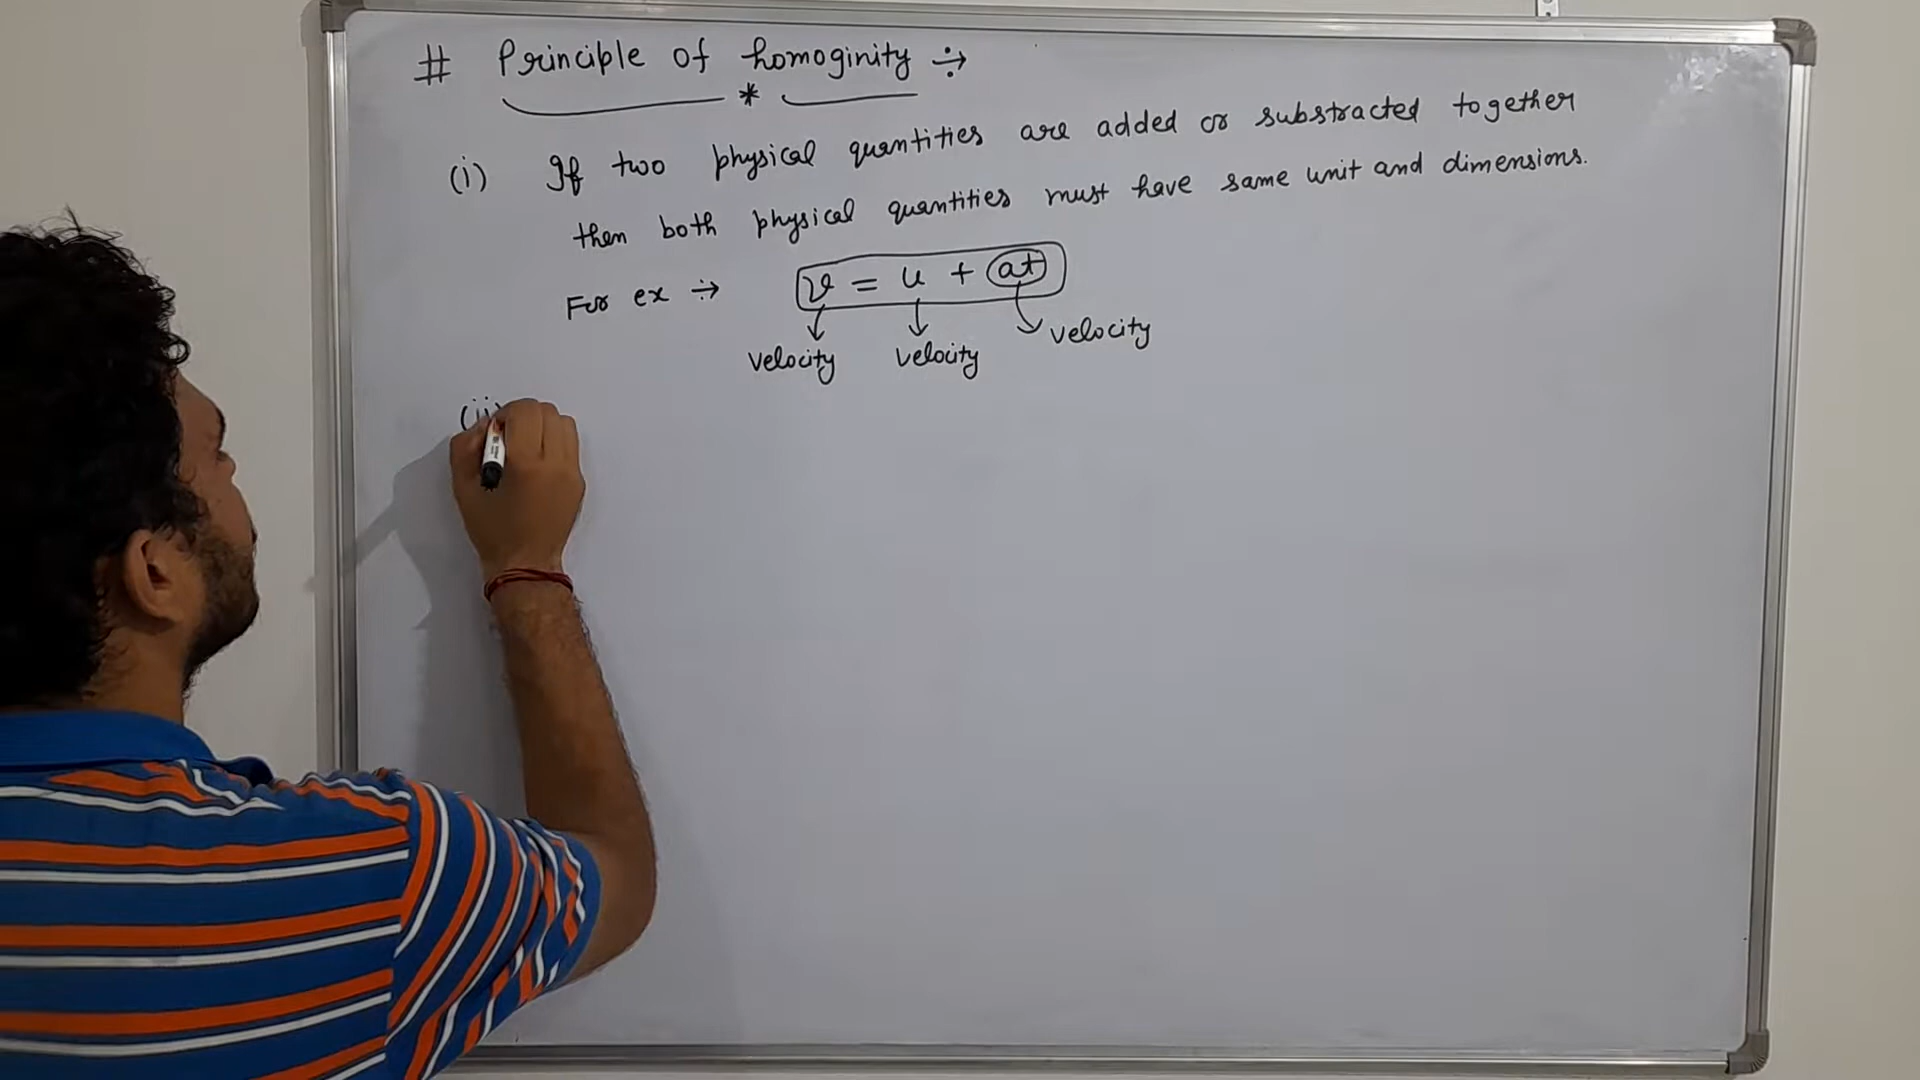 # Principle of homoginity ÷
*
(i) If two physical quantities are added or substracted together
then both physical quantities must have same unit and dimensions.
For ex ÷ v = u + at
velocity velocity velocity
(ii)